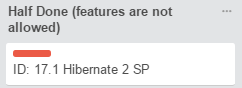 Half Done (features are not
allowed)
ID: 17.1 Hibernate 2 SP